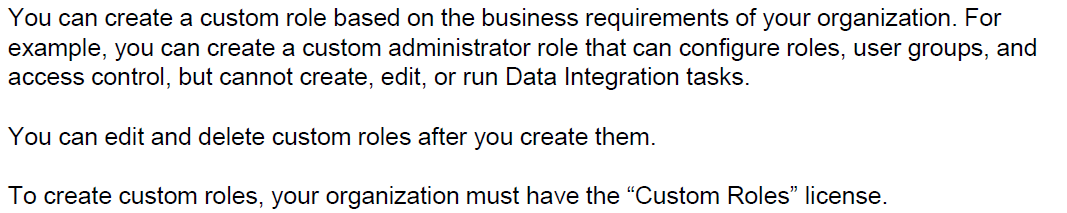 You can create a custom role based on the business requirements of your organization. For
example, you can create a custom administrator role that can configure roles, user groups, and
access control, but cannot create, edit, or run Data Integration tasks.
You can edit and delete custom roles after you create them.
To create custom roles, your organization must have the “Custom Roles” license.